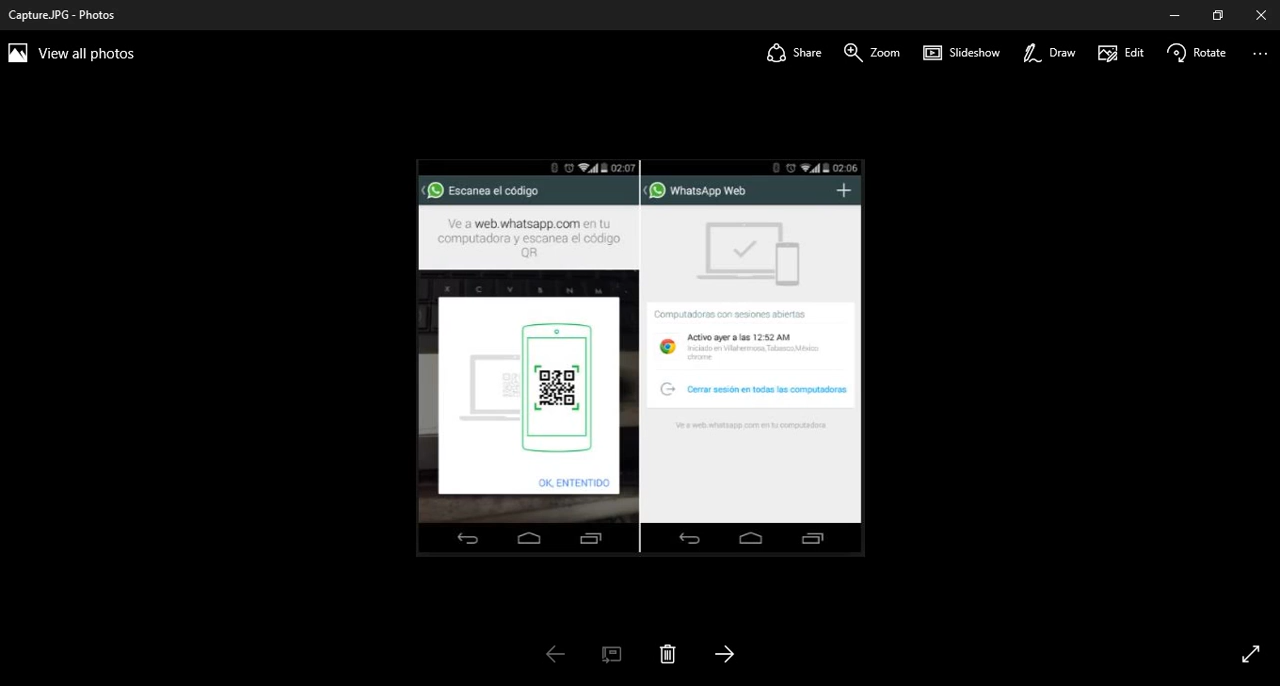 Capture.JPG - Photos
View all photos
Share
Zoom
Slideshow
Draw
Edit
Rotate
02:07
Escanea el código
Ve a web.whatsapp.com en tu
computadora y escanea el código
QR
X C V B N M
OK, ENTENTIDO
02:06
WhatsApp Web
Computadoras con sesiones abiertas
Activo ayer a las 12:52 AM
Iniciado en Villahermosa,Tabasco,México
chrome
Cerrar sesión en todas las computadoras
Ve a web.whatsapp.com en tu computadora